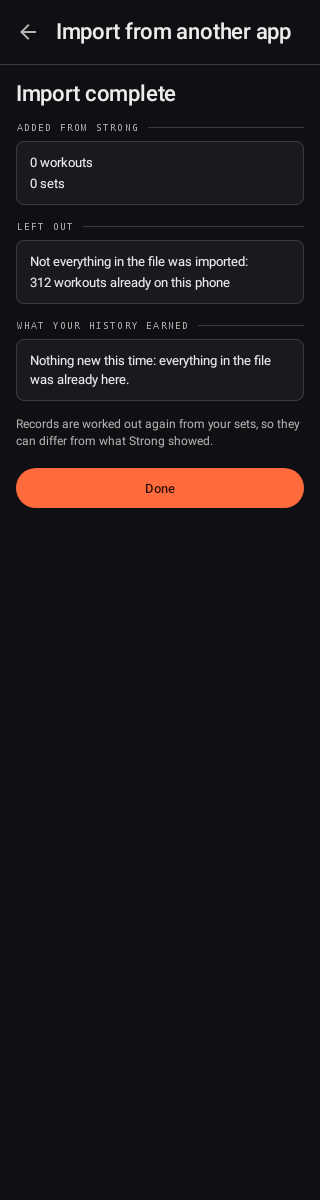 Import from another app
Import complete
ADDED FROM STRONG
0 workouts
0 sets
LEFT OUT
Not everything in the file was imported:
312 workouts already on this phone
WHAT YOUR HISTORY EARNED
Nothing new this time: everything in the file
was already here.
Records are worked out again from your sets, so they
can differ from what Strong showed.
Done